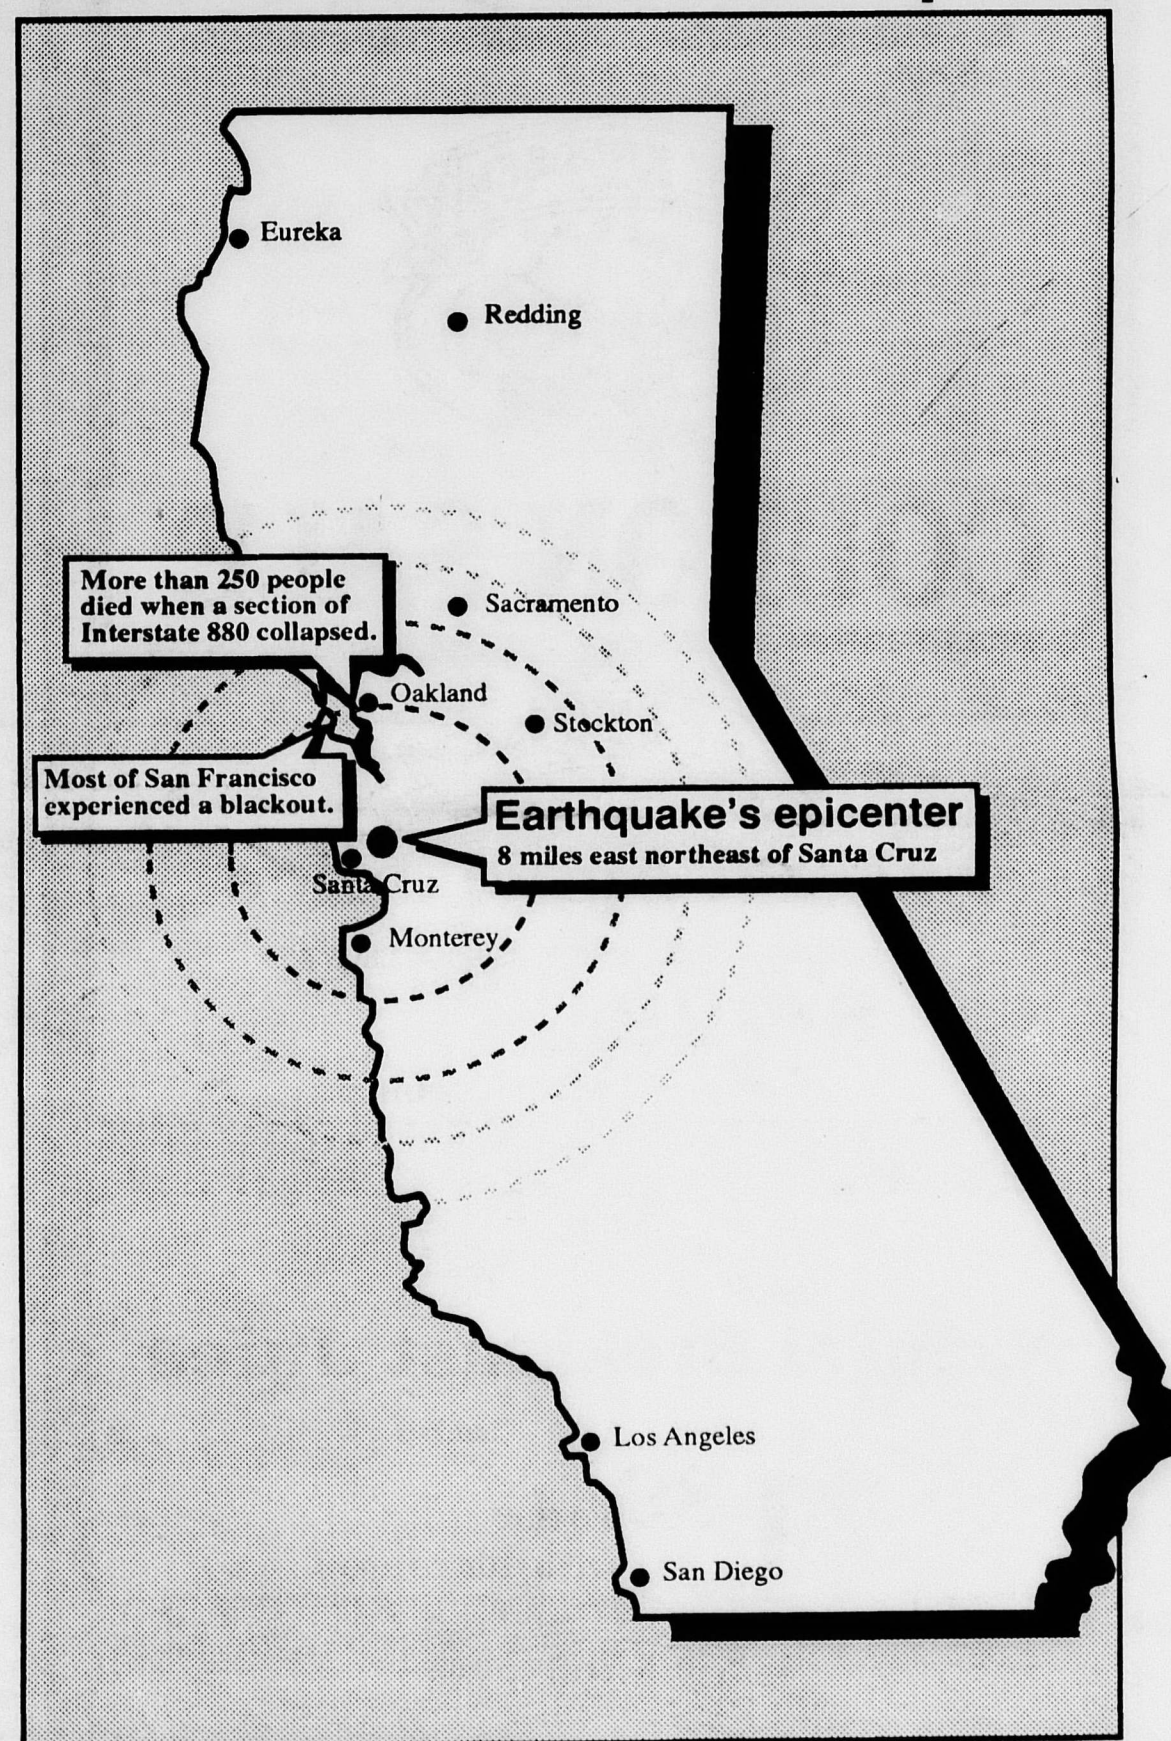 Eureka
Redding
More than 250 people
died when a section of
Interstate 880 collapsed.
Sacramento
Oakland
Stockton
Most of San Francisco
experienced a blackout.
Earthquake's epicenter
8 miles east northeast of Santa Cruz
Santa Cruz
Monterey
Los Angeles
San Diego